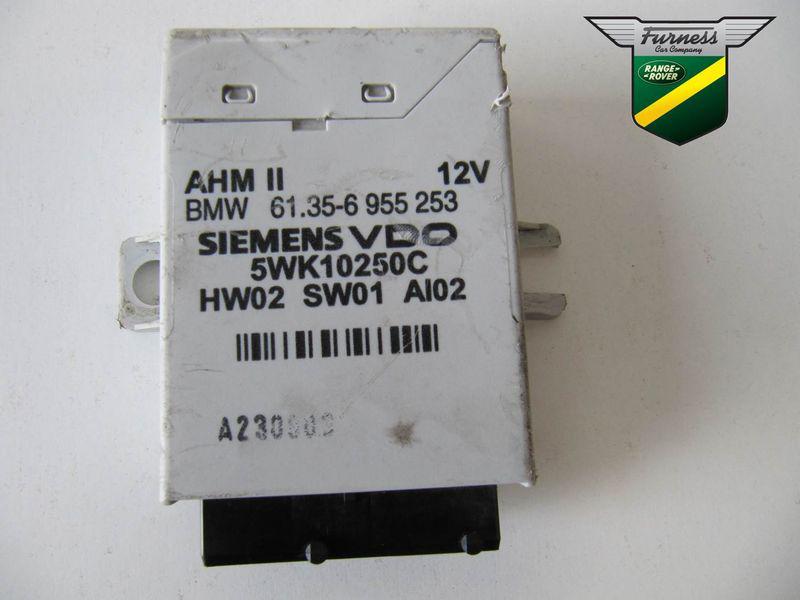 Furness
Car Company
RANGE-
ROVER
AHM II 12V
BMW 61.35-6 955 253
SIEMENS VDO
5WK10250C
HW02 SW01 AI02